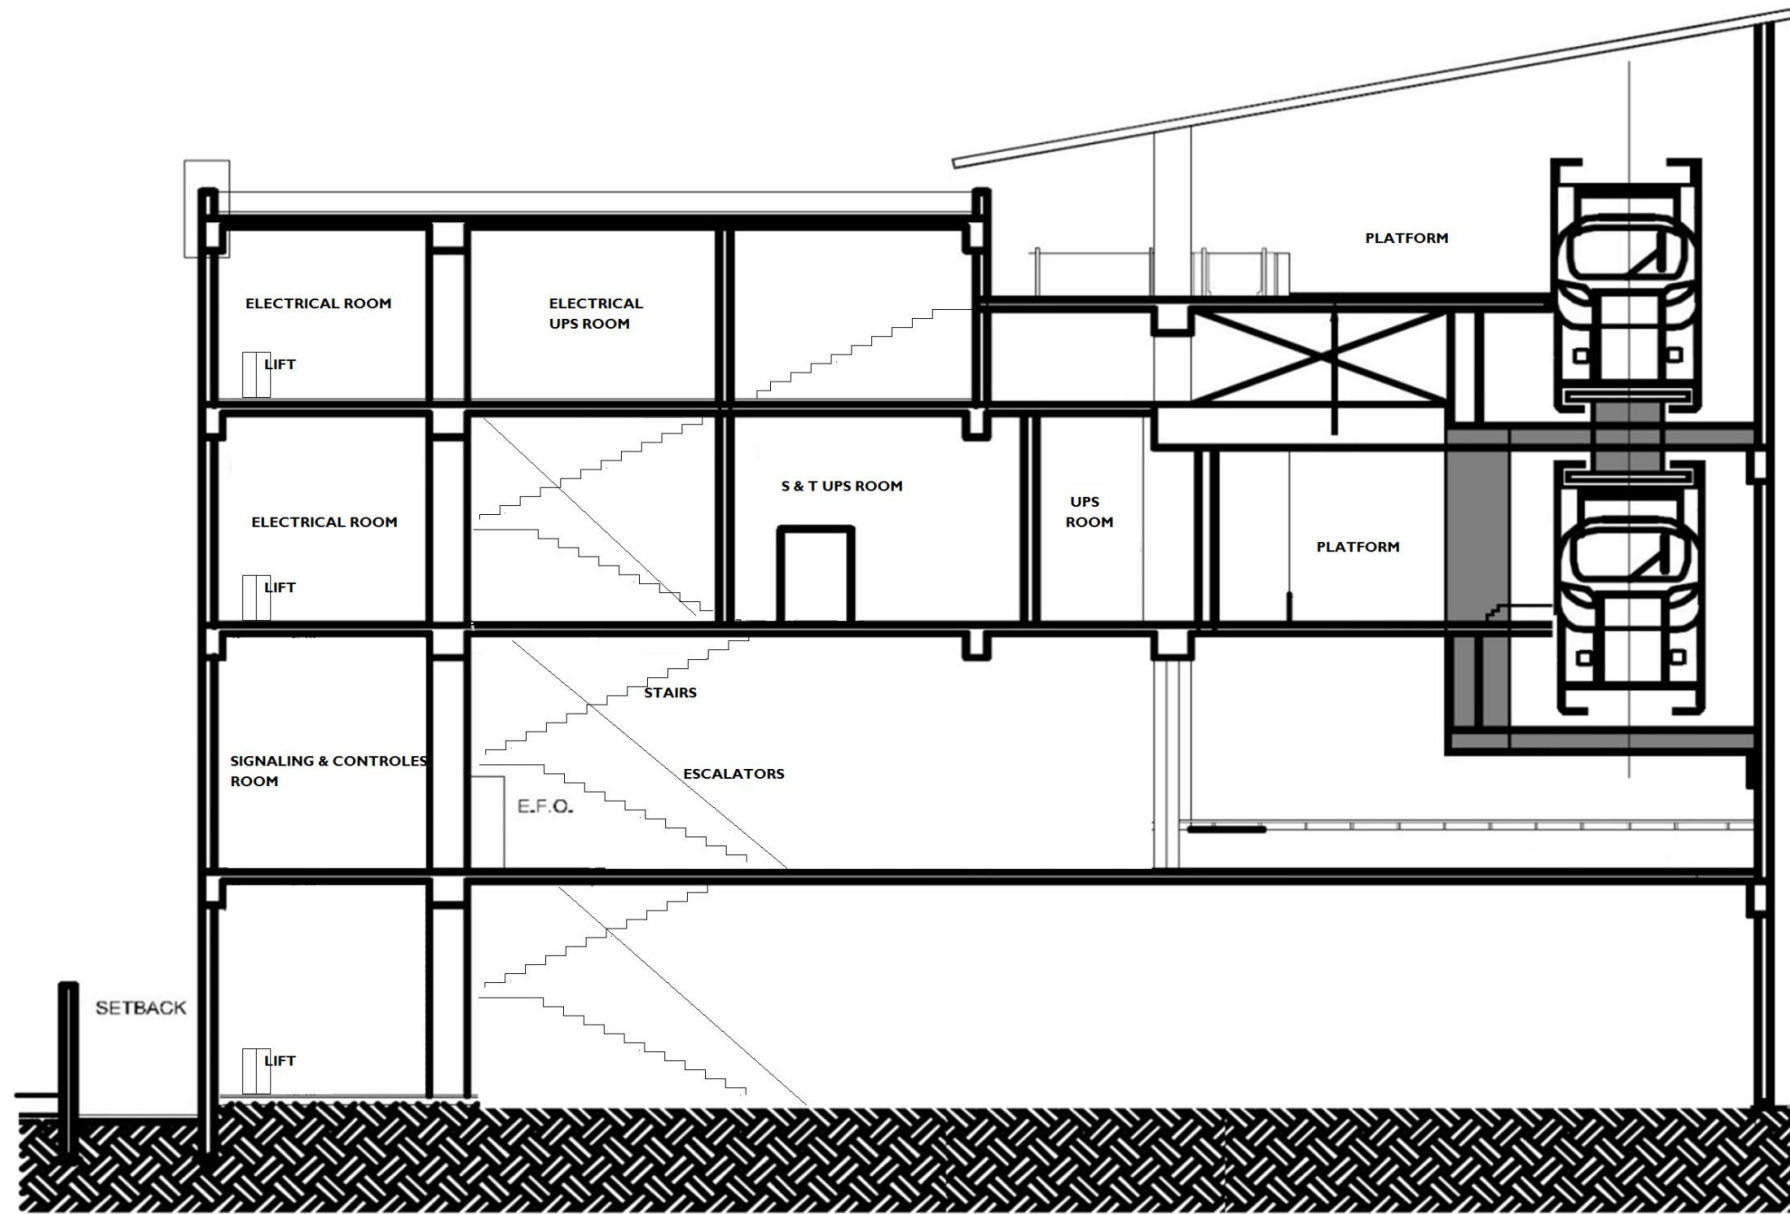 PLATFORM
ELECTRICAL ROOM
ELECTRICAL
UPS ROOM
LIFT
S & T UPS ROOM
UPS
ROOM
ELECTRICAL ROOM
PLATFORM
LIFT
STAIRS
SIGNALING & CONTROLES
ROOM
ESCALATORS
E.F.O.
SETBACK
LIFT